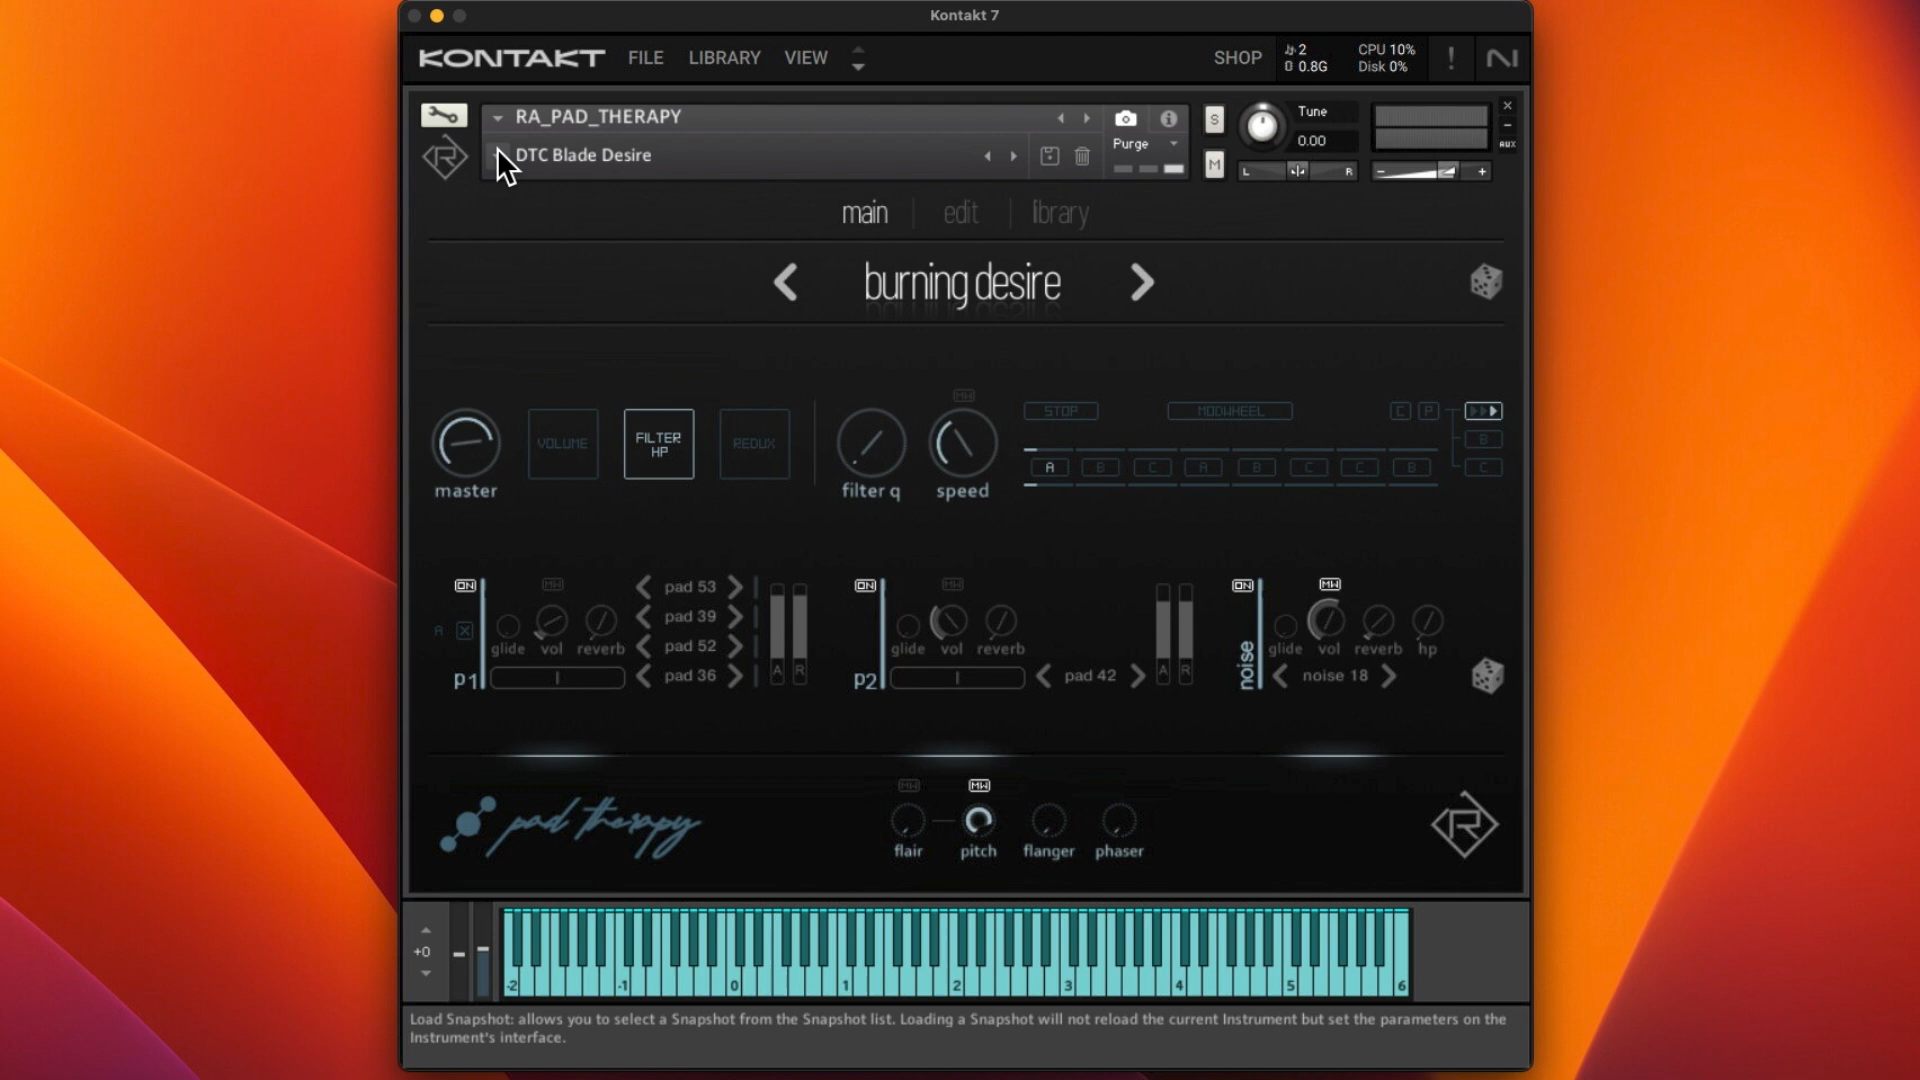 Kontakt 7
KONTAKT FILE LIBRARY VIEW SHOP 2 0.8G CPU 10% Disk 0% !
RA_PAD_THERAPY
DTC Blade Desire
Purge
S
M
Tune
0.00
L R
- +
AUX
main edit library
burning desire
master
VOLUME
FILTER HP
REDUX
filter q
speed
MW
STOP MODWHEEL C P
A B C A B C C B
B
C
ON MW
A X
glide vol reverb
p1
pad 53
pad 39
pad 52
pad 36
A R
ON MW
glide vol reverb
p2
pad 42
A R
ON MW
glide vol reverb hp
noise
noise 18
pad therapy
MW MW
flair pitch flanger phaser
R
+0
-2 -1 0 1 2 3 4 5 6
Load Snapshot: allows you to select a Snapshot from the Snapshot list. Loading a Snapshot will not reload the current Instrument but set the parameters on the
Instrument's interface.